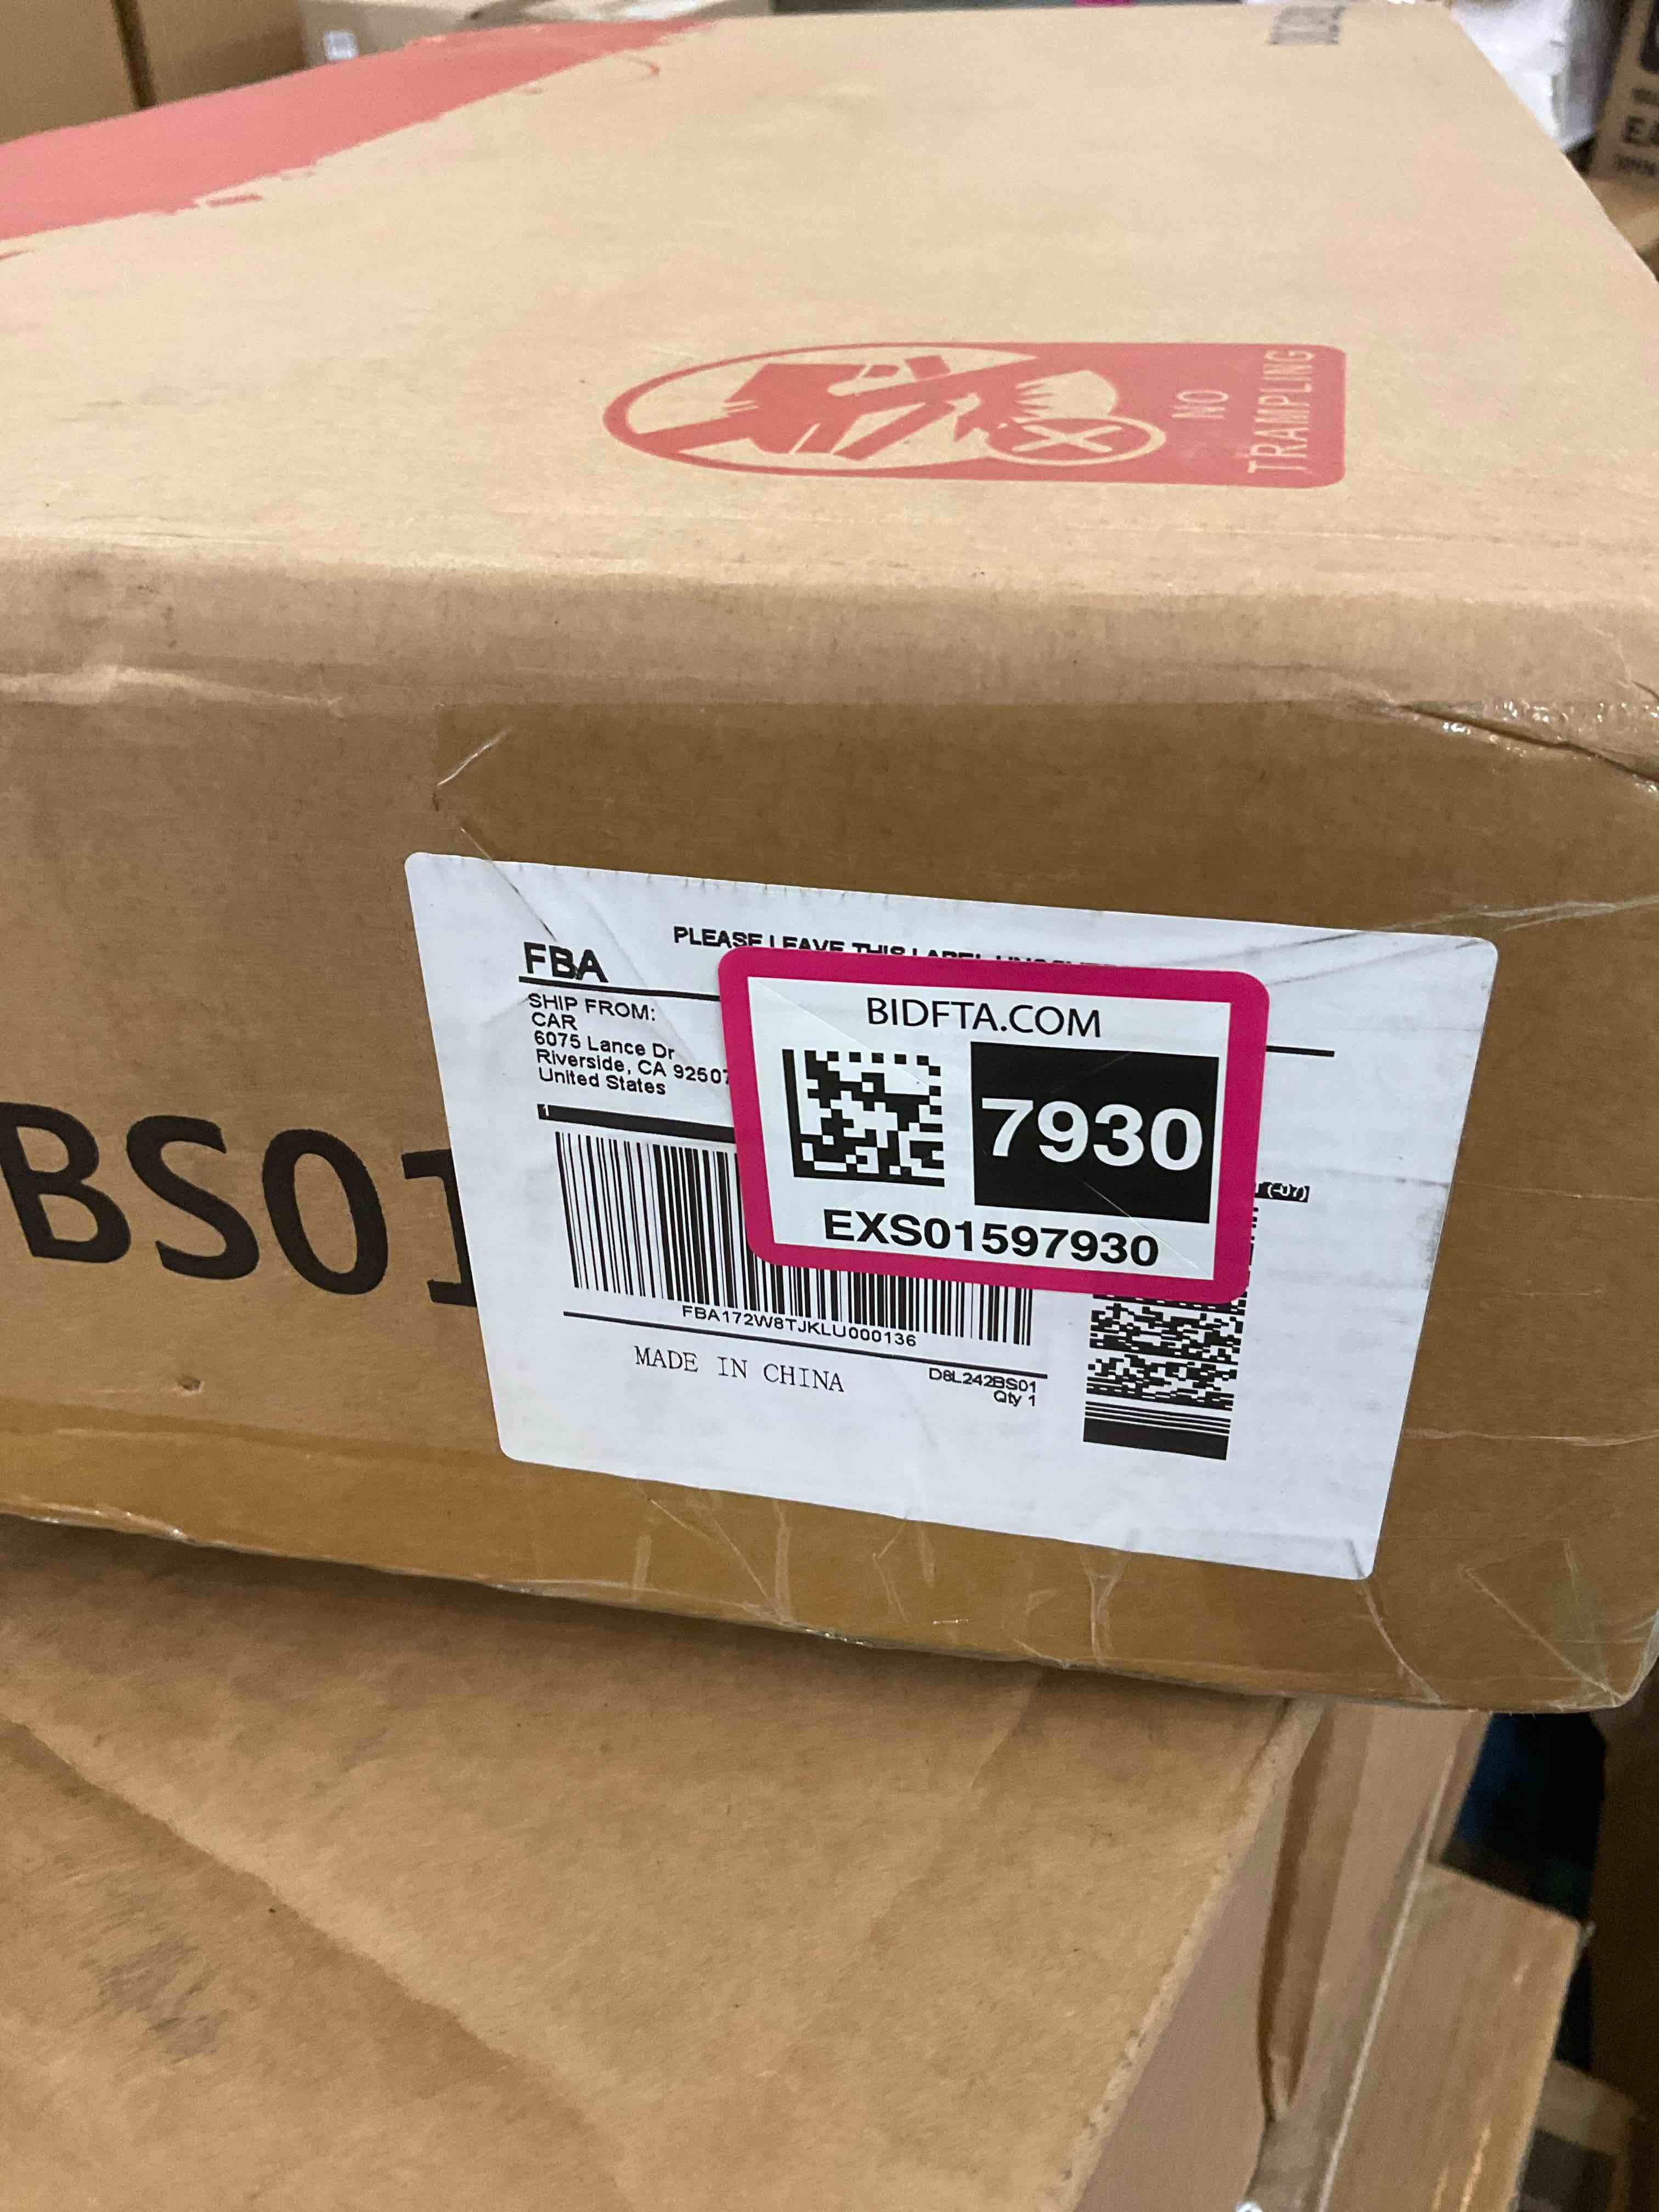 NO
TRAMPLING
PLEASE LEAVE THIS LABEL
FBA
SHIP FROM:
CAR
6075 Lance Dr
Riverside, CA 92507
United States
BIDFTA.COM
7930
EXS01597930
BS01
FBA172W8TJKLU000136
MADE IN CHINA
D8L242BS01
Qty 1